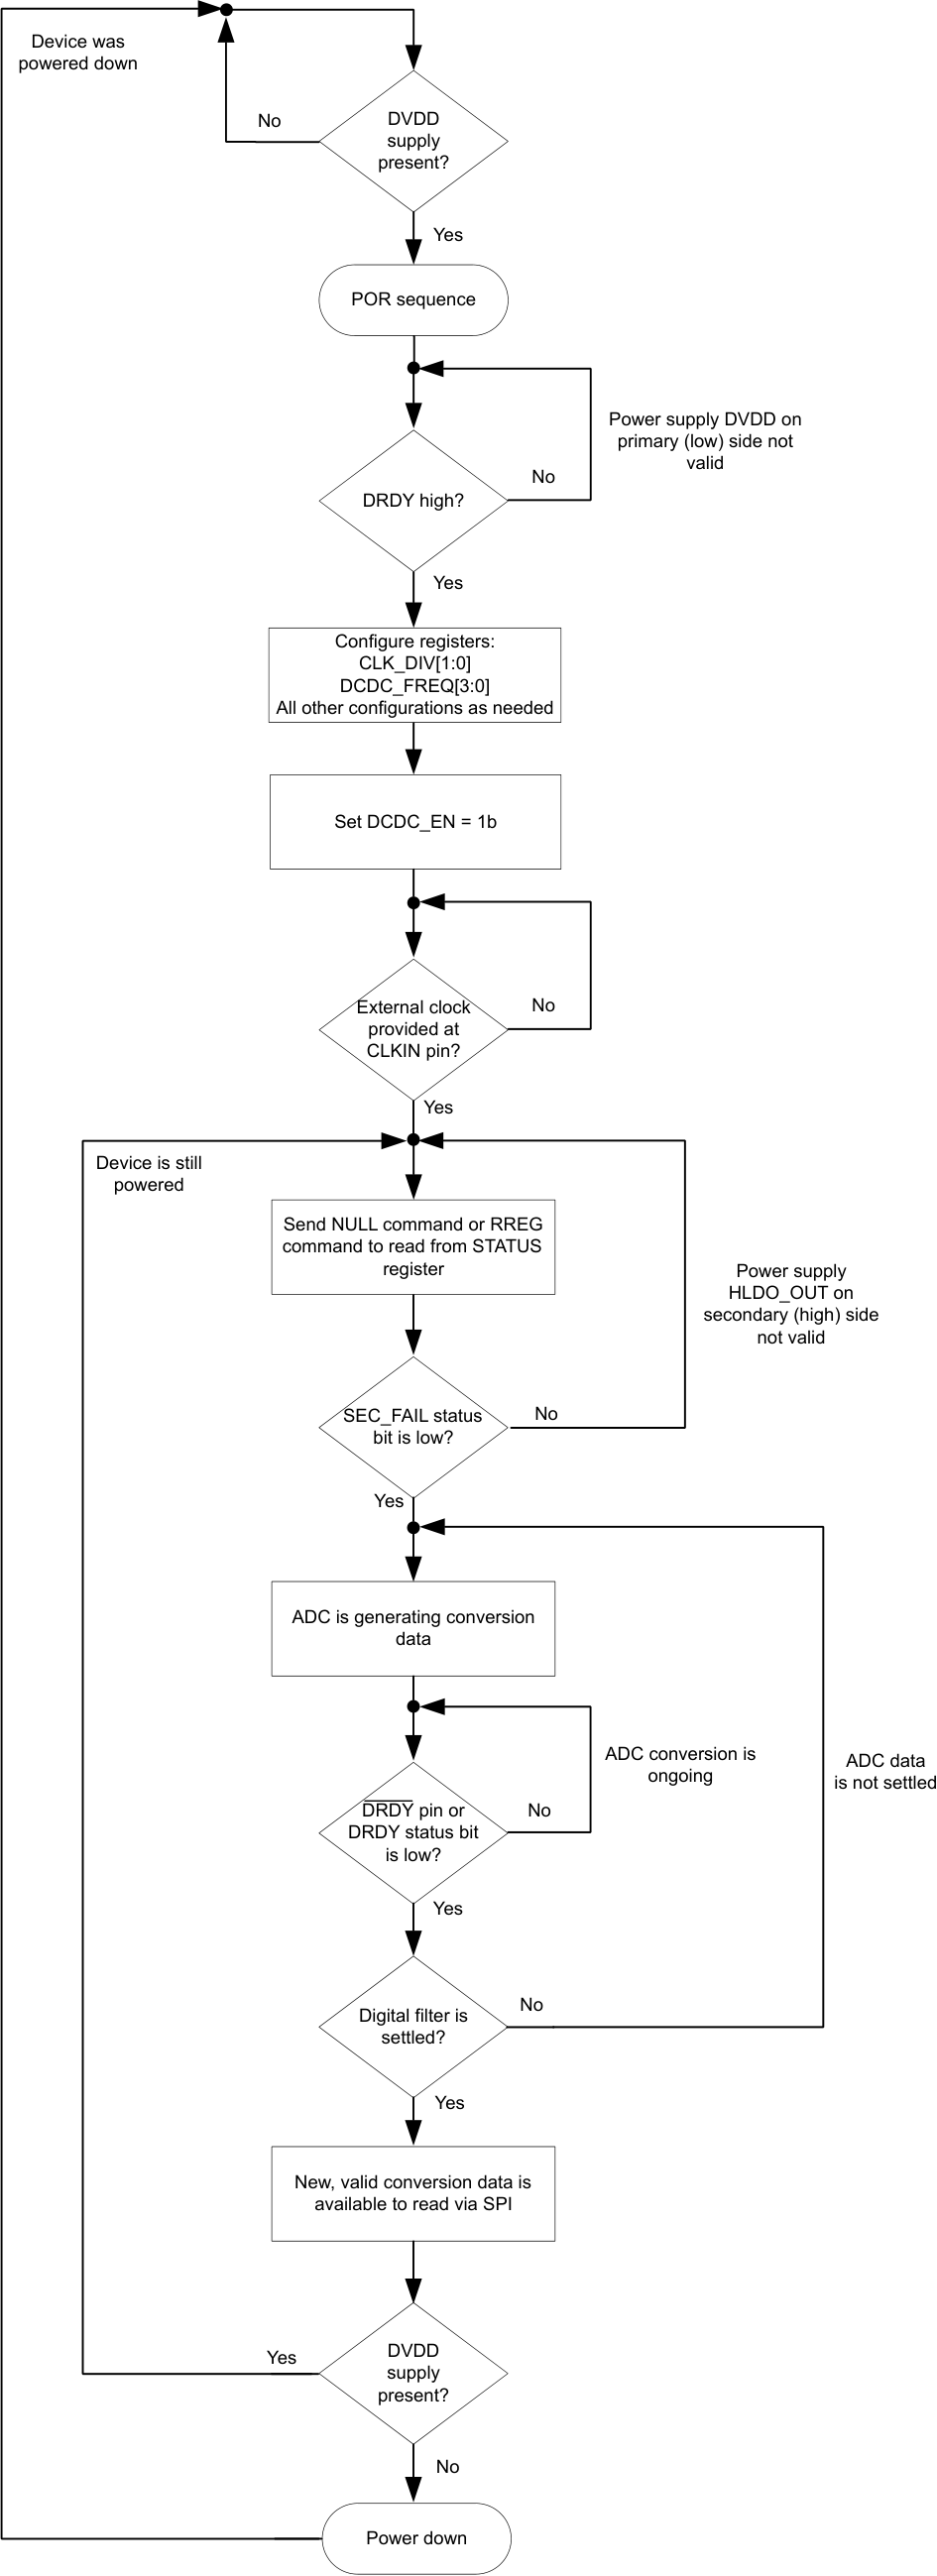 Device was
powered down
No
DVDD
supply
present?
Yes
POR sequence
Power supply DVDD on
primary (low) side not
valid
No
DRDY high?
Yes
Configure registers:
CLK_DIV[1:0]
DCDC_FREQ[3:0]
All other configurations as needed
Set DCDC_EN = 1b
External clock
provided at
CLKIN pin?
No
Yes
Device is still
powered
Send NULL command or RREG
command to read from STATUS
register
Power supply
HLDO_OUT on
secondary (high) side
not valid
SEC_FAIL status
bit is low?
No
Yes
ADC is generating conversion
data
ADC conversion is
ongoing
ADC data
is not settled
DRDY pin or
DRDY status bit
is low?
No
Yes
Digital filter is
settled?
No
Yes
New, valid conversion data is
available to read via SPI
Yes
DVDD
supply
present?
No
Power down